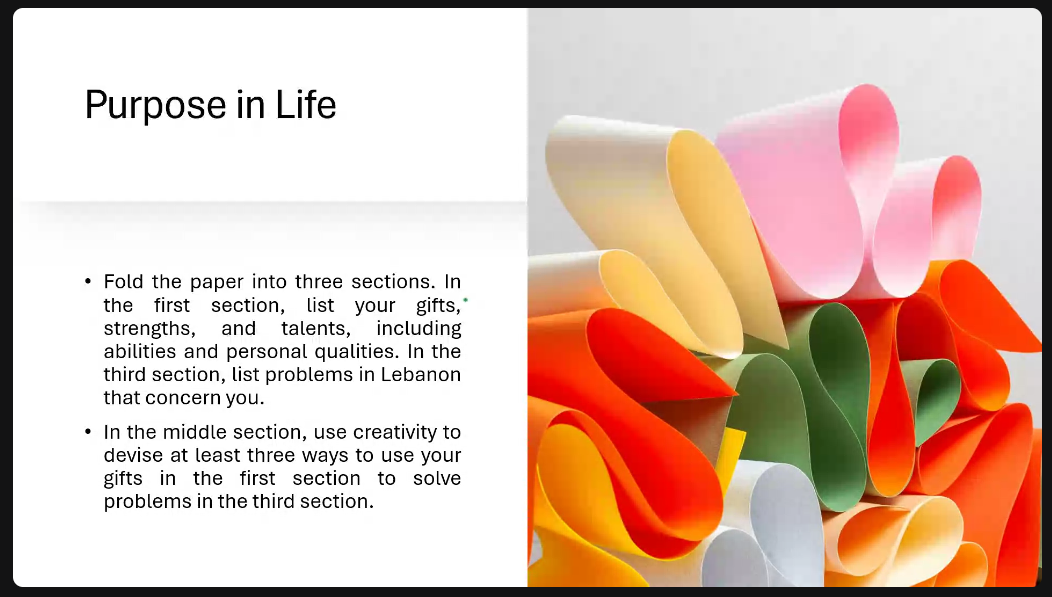 Purpose in Life
• Fold the paper into three sections. In
the first section, list your gifts,
strengths, and talents, including
abilities and personal qualities. In the
third section, list problems in Lebanon
that concern you.
• In the middle section, use creativity to
devise at least three ways to use your
gifts in the first section to solve
problems in the third section.